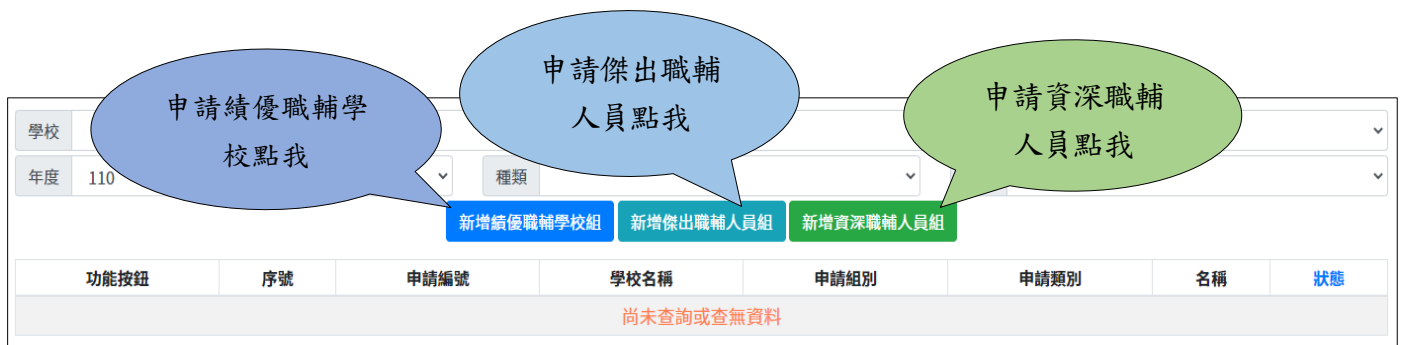 申請績優職輔學
校點我
申請傑出職輔
人員點我
申請資深職輔
人員點我
學校
年度 110 種類
新增績優職輔學校組 新增傑出職輔人員組 新增資深職輔人員組
功能按鈕 序號 申請編號 學校名稱 申請組別 申請類別 名稱 狀態
尚未查詢或查無資料